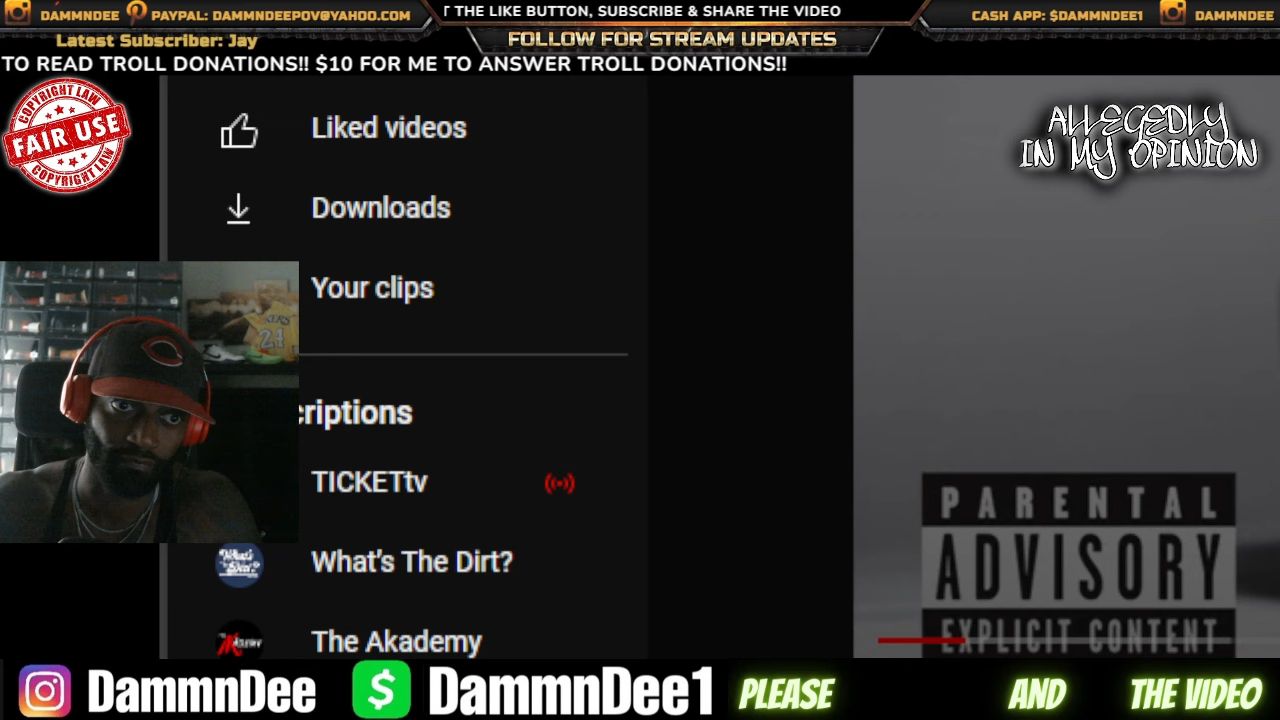 DAMMNDEE PAYPAL: DAMMNDEEPOV@YAHOO.COM
T THE LIKE BUTTON, SUBSCRIBE & SHARE THE VIDEO
CASH APP: $DAMMNDEE1 DAMMNDEE
Latest Subscriber: Jay
FOLLOW FOR STREAM UPDATES
TO READ TROLL DONATIONS!! $10 FOR ME TO ANSWER TROLL DONATIONS!!
COPYRIGHT LAW
FAIR USE
COPYRIGHT LAW
ALLEGEDLY
IN MY OPINION
Liked videos
Downloads
Your clips
24
criptions
TICKETtv
What's The Dirt?
The Akademy
PARENTAL
ADVISORY
EXPLICIT CONTENT
DammnDee
$ DammnDee1
PLEASE AND THE VIDEO